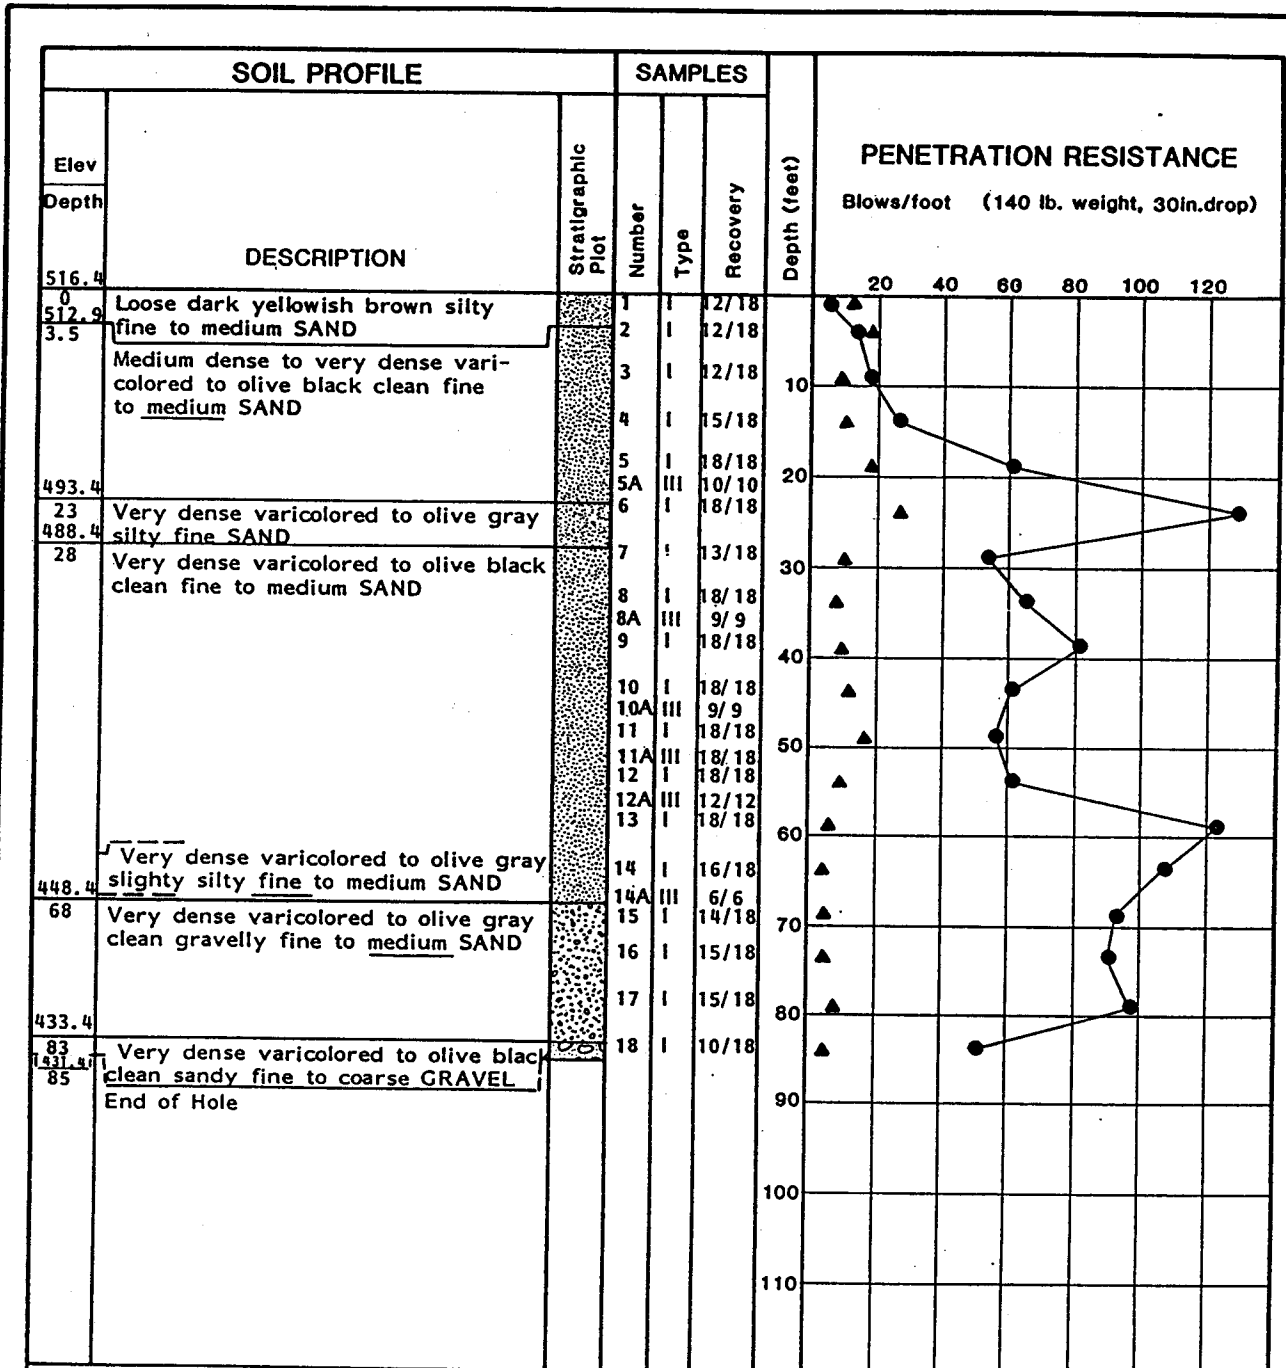 SOIL PROFILE
SAMPLES
Elev
Depth
DESCRIPTION
Stratigraphic
Plot
Number
Type
Recovery
Depth (feet)
PENETRATION RESISTANCE
Blows/foot (140 lb. weight, 30in.drop)
20 40 60 80 100 120
516.4
0
512.9
3.5
Loose dark yellowish brown silty
fine to medium SAND
Medium dense to very dense vari-
colored to olive black clean fine
to medium SAND
493.4
23
488.4
28
Very dense varicolored to olive gray
silty fine SAND
Very dense varicolored to olive black
clean fine to medium SAND
Very dense varicolored to olive gray
slighty silty fine to medium SAND
448.4
68
Very dense varicolored to olive gray
clean gravelly fine to medium SAND
433.4
83
(431.4)
85
Very dense varicolored to olive black
clean sandy fine to coarse GRAVEL
End of Hole
1 I 12/18
2 I 12/18
3 I 12/18
4 I 15/18
5 I 18/18
5A III 10/10
6 I 18/18
7 I 13/18
8 I 18/18
8A III 9/9
9 I 18/18
10 I 18/18
10A III 9/9
11 I 18/18
11A III 18/18
12 I 18/18
12A III 12/12
13 I 18/18
14 I 16/18
14A III 6/6
15 I 14/18
16 I 15/18
17 I 15/18
18 I 10/18
10
20
30
40
50
60
70
80
90
100
110